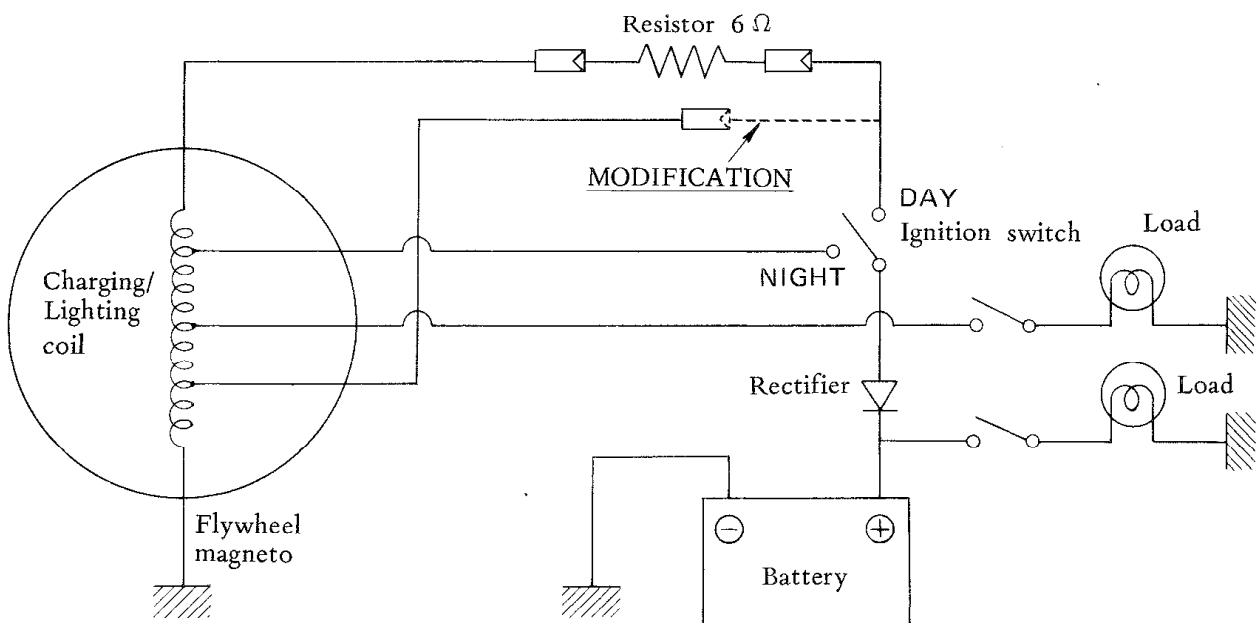 Resistor 6 Ω
MODIFICATION
DAY
Ignition switch
NIGHT
Load
Charging/
Lighting
coil
Rectifier
Load
Flywheel
magneto
⊖
⊕
Battery